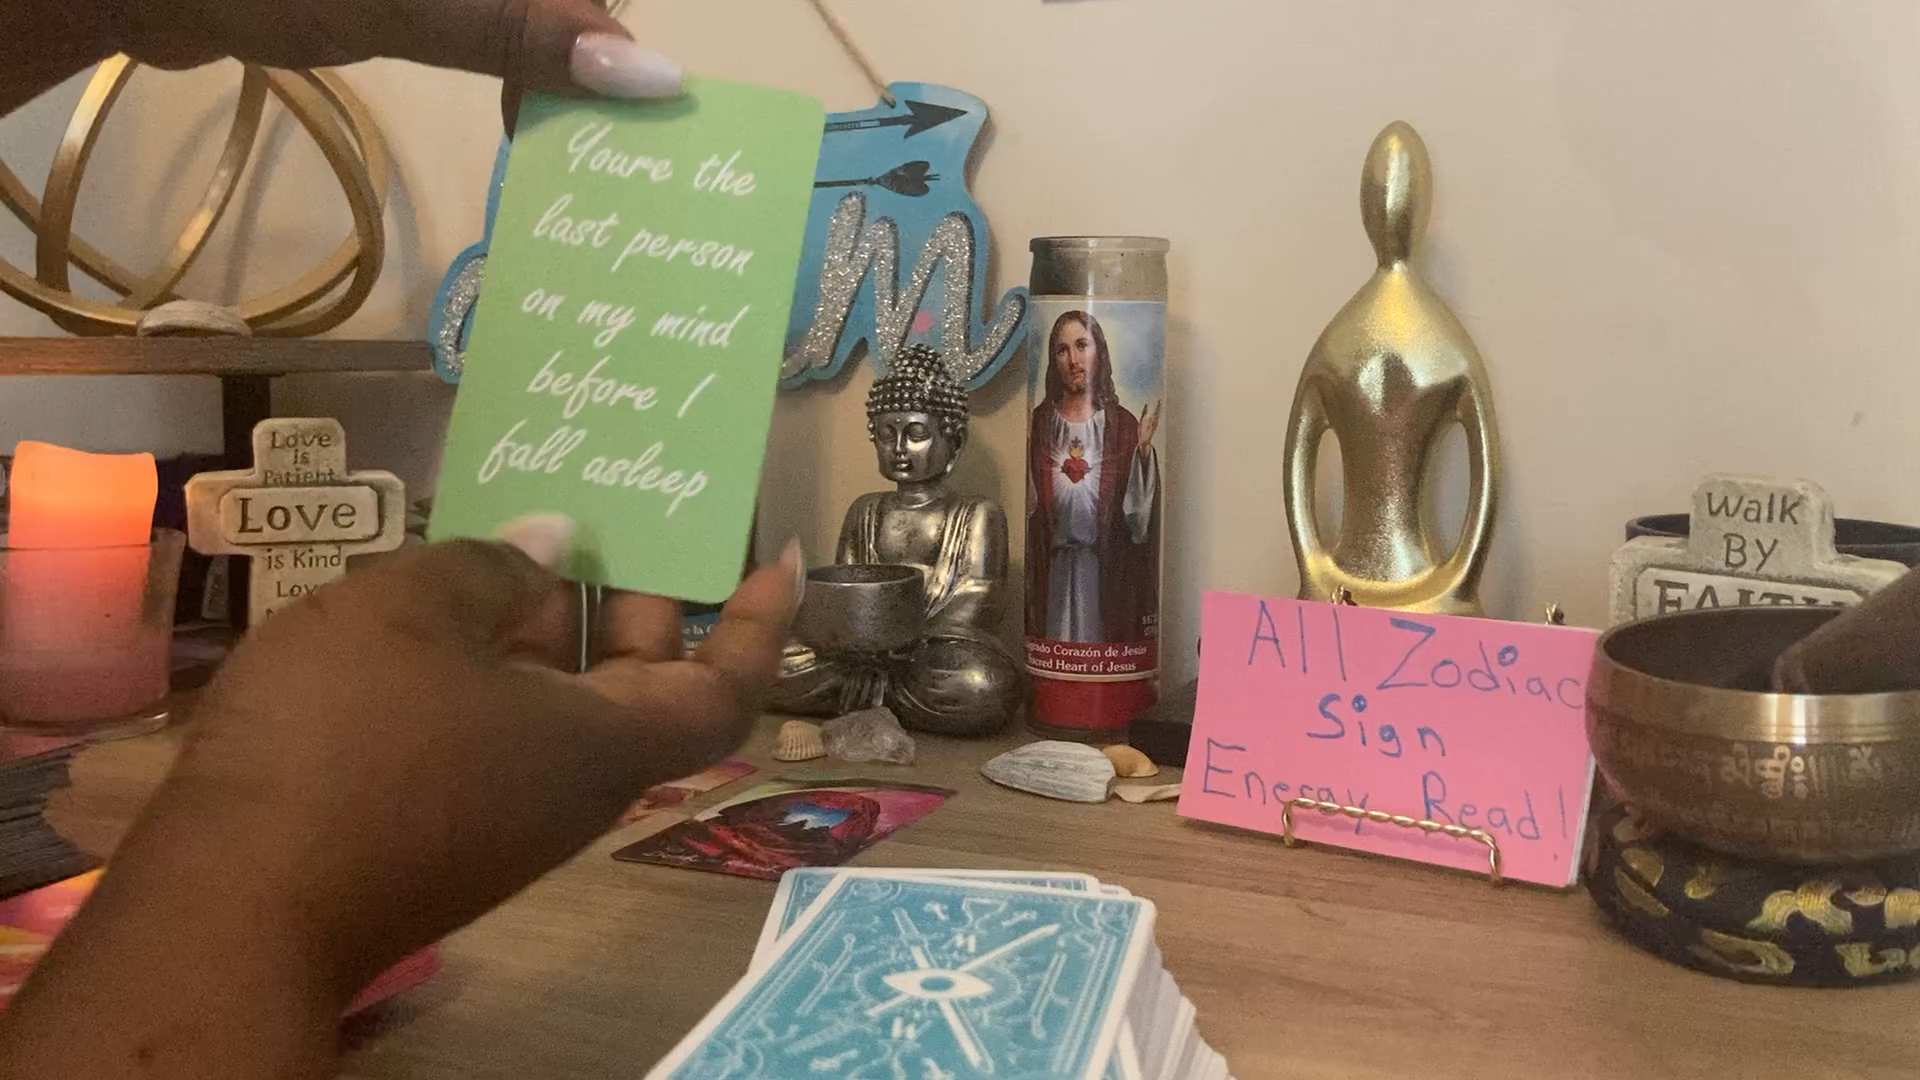 Youre the
last person
on my mind
before I
fall asleep
Love
is
Patient
Love
is Kind
Sacred Heart of Jesus
Corazón de Jesús
Walk
BY
FAITH
All Zodiac
Sign
Energy Read!